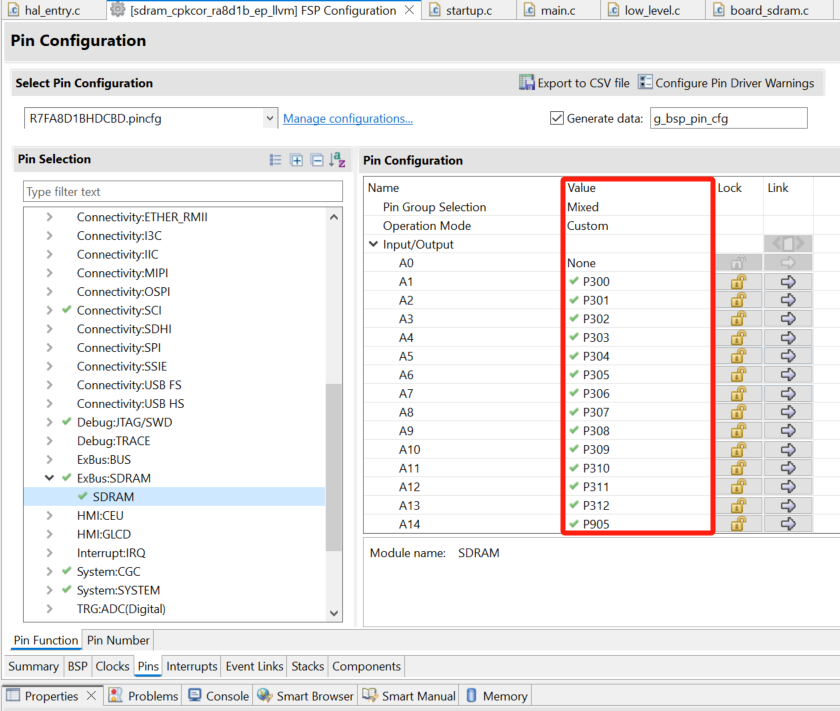 hal_entry.c [sdram_cpkcor_ra8d1b_ep_llvm] FSP Configuration startup.c main.c low_level.c board_sdram.c
Pin Configuration
Select Pin Configuration Export to CSV file Configure Pin Driver Warnings
R7FA8D1BHDCBD.pincfg Manage configurations... Generate data: g_bsp_pin_cfg
Pin Selection
Type filter text
Connectivity:ETHER_RMII
Connectivity:I3C
Connectivity:IIC
Connectivity:MIPI
Connectivity:OSPI
Connectivity:SCI
Connectivity:SDHI
Connectivity:SPI
Connectivity:SSIE
Connectivity:USB FS
Connectivity:USB HS
Debug:JTAG/SWD
Debug:TRACE
ExBus:BUS
ExBus:SDRAM
SDRAM
HMI:CEU
HMI:GLCD
Interrupt:IRQ
System:CGC
System:SYSTEM
TRG:ADC(Digital)
Pin Configuration
Name Value Lock Link
Pin Group Selection Mixed
Operation Mode Custom
Input/Output
A0 None
A1 P300
A2 P301
A3 P302
A4 P303
A5 P304
A6 P305
A7 P306
A8 P307
A9 P308
A10 P309
A11 P310
A12 P311
A13 P312
A14 P905
Module name: SDRAM
Pin Function Pin Number
Summary BSP Clocks Pins Interrupts Event Links Stacks Components
Properties Problems Console Smart Browser Smart Manual Memory